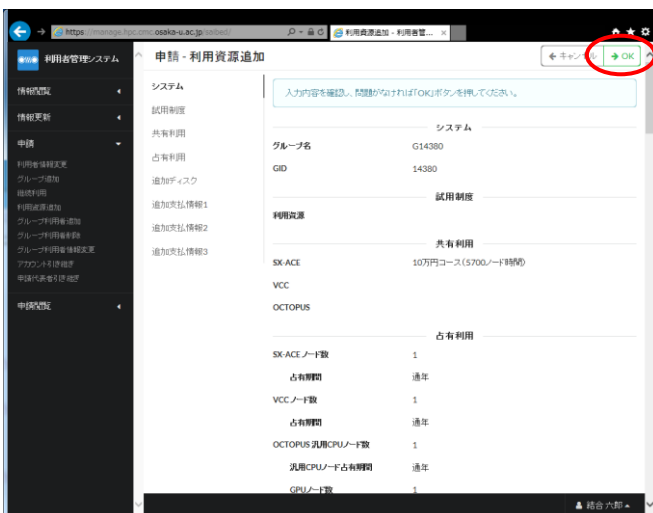 https://manage.hpc.cmc.osaka-u.ac.jp/saibed/
利用資源追加 - 利用者管...
利用者管理システム
申請 - 利用資源追加
キャンセル
OK
情報閲覧
情報更新
申請
利用者情報変更
グループ追加
継続利用
利用資源追加
グループ利用者追加
グループ利用者削除
グループ利用者情報変更
アカウント引き継ぎ
申請代表者引き継ぎ
申請閲覧
システム
試用制度
共有利用
占有利用
追加ディスク
追加支払情報1
追加支払情報2
追加支払情報3
入力内容を確認し、問題がなければ「OK」ボタンを押してください。
システム
グループ名 G14380
GID 14380
試用制度
利用資源
共有利用
SX-ACE 10万円コース(5700ノード時間)
VCC
OCTOPUS
占有利用
SX-ACE ノード数 1
占有期間 通年
VCC ノード数 1
占有期間 通年
OCTOPUS 汎用CPUノード数 1
汎用CPUノード占有期間 通年
GPUノード数 1
踏台 六郎